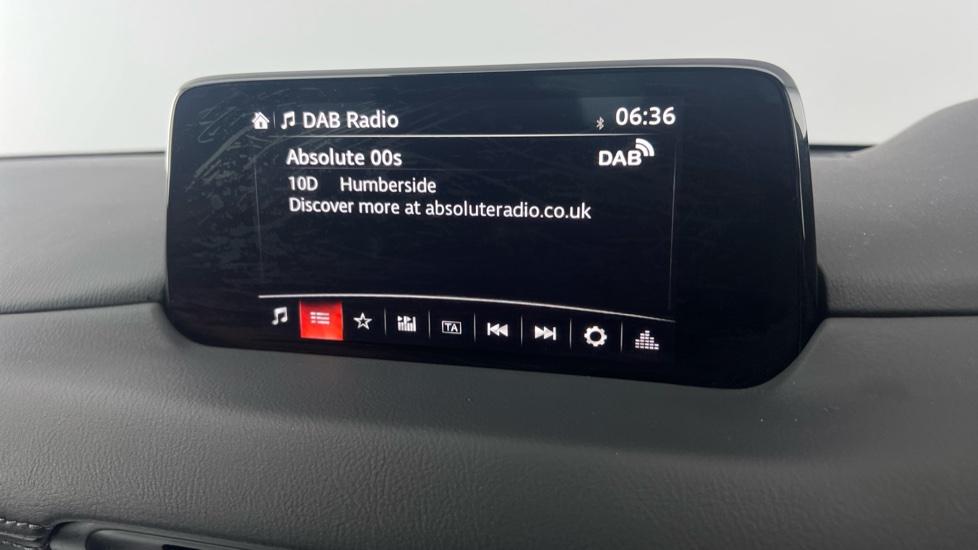 DAB Radio 06:36
Absolute 00s DAB
10D Humberside
Discover more at absoluteradio.co.uk
TA